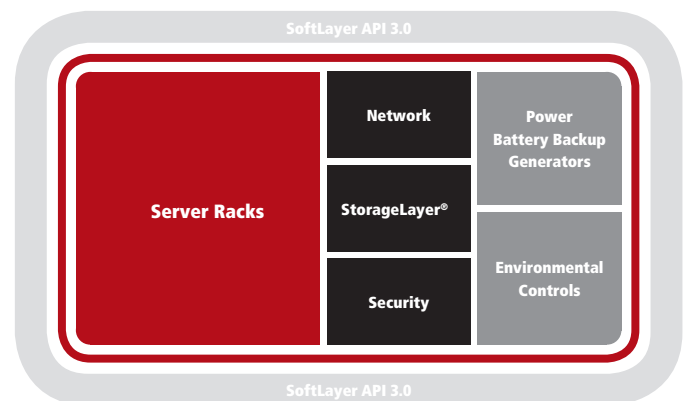 SoftLayer API 3.0
Server Racks
Network
StorageLayer®
Security
Power
Battery Backup
Generators
Environmental
Controls
SoftLayer API 3.0